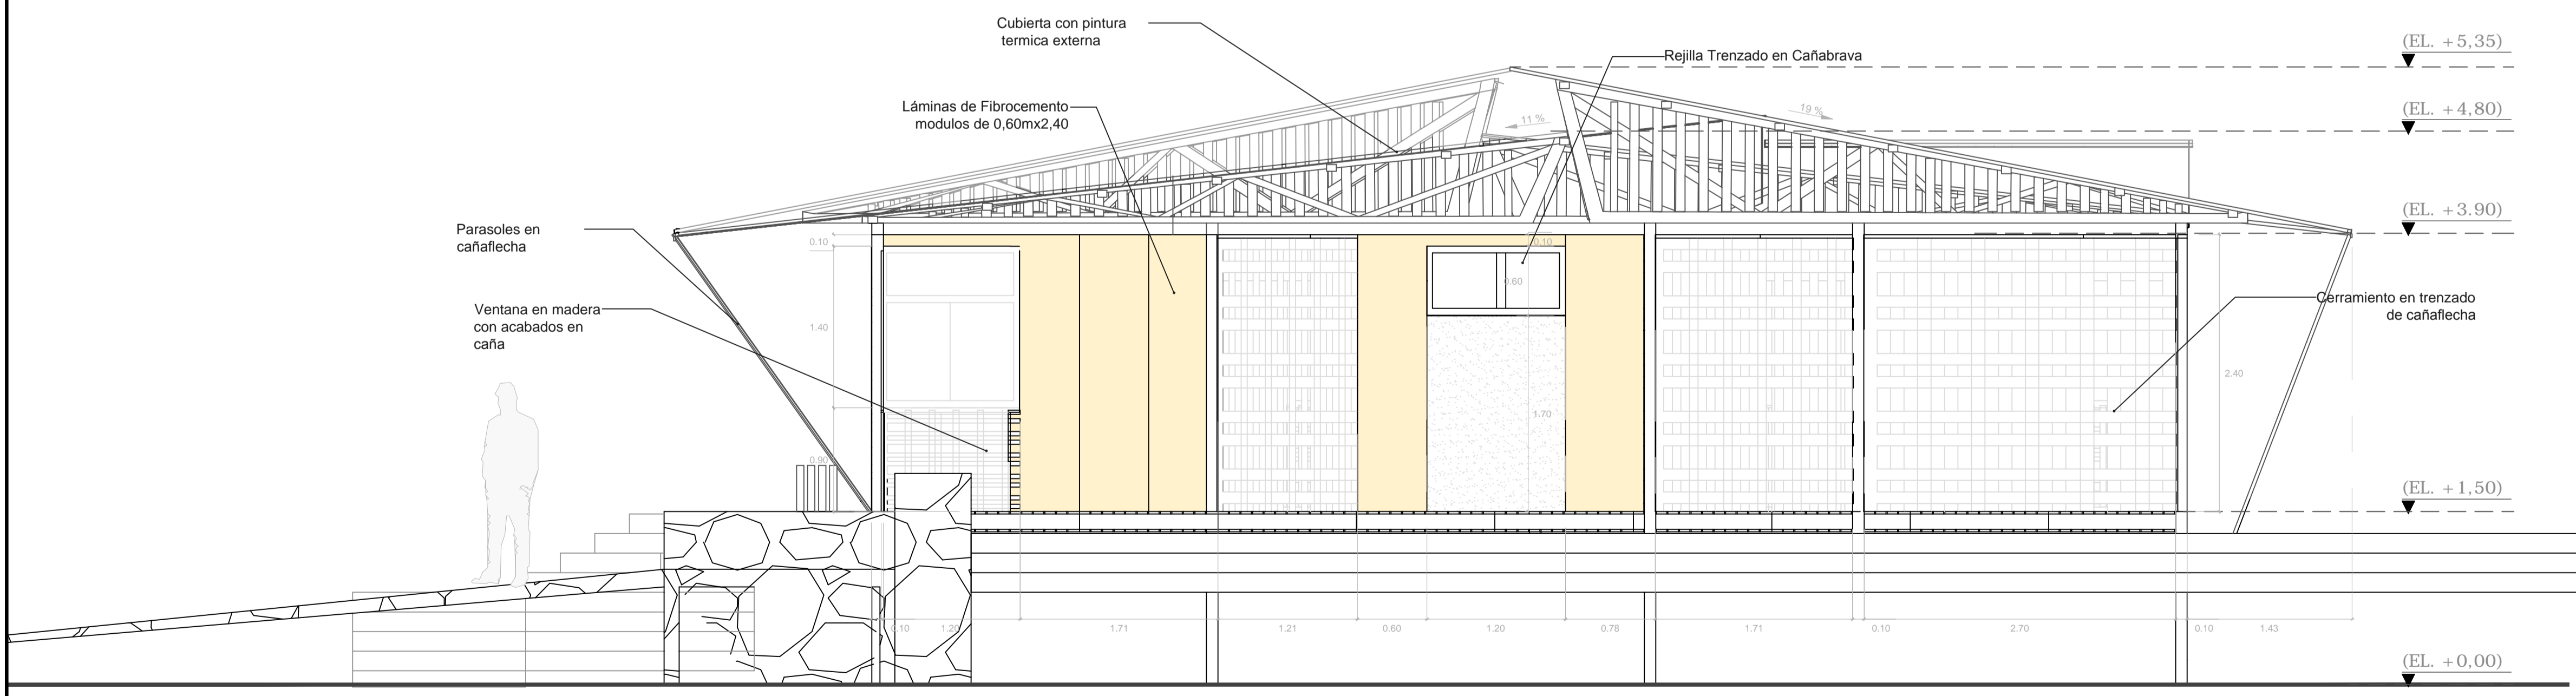 Cubierta con pintura
termica externa
Rejilla Trenzado en Cañabrava
(EL. +5,35)
Láminas de Fibrocemento
modulos de 0,60mx2,40
11 %
19 %
(EL. +4,80)
(EL. +3.90)
Parasoles en
cañaflecha
0.10
0.10
0.60
Ventana en madera
con acabados en
caña
1.40
Cerramiento en trenzado
de cañaflecha
2.40
1.70
0.90
(EL. +1,50)
0.10
1.20
1.71
1.21
0.60
1.20
0.78
1.71
0.10
2.70
0.10
1.43
(EL. +0,00)